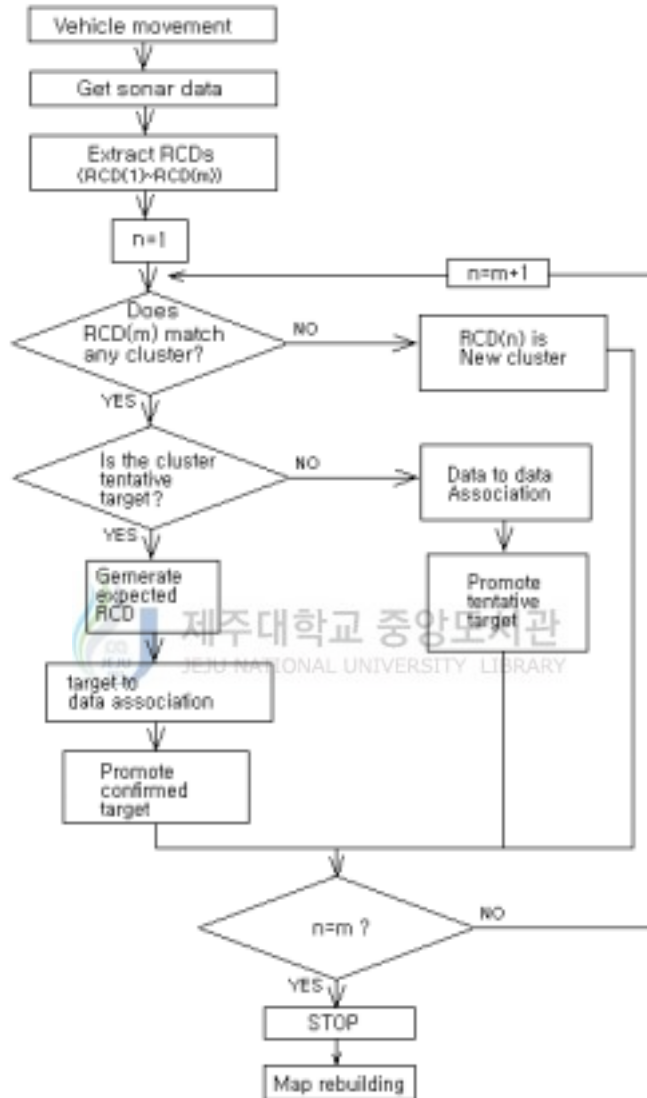 Vehicle movement
Get sonar data
Extract RCDs
(RCD(1)~RCD(m))
n=1
n=m+1
Does
RCD(m) match
any cluster?
NO
RCD(n) is
New cluster
YES
Is the cluster
tentative
target?
NO
Data to data
Association
YES
Gemerate
expected
RCD
Promote
tentative
target
제주대학교 중앙도서관
JEJU NATIONAL UNIVERSITY LIBRARY
JEJU
target to
data association
Promote
confirmed
target
n=m ?
NO
YES
STOP
Map rebuilding